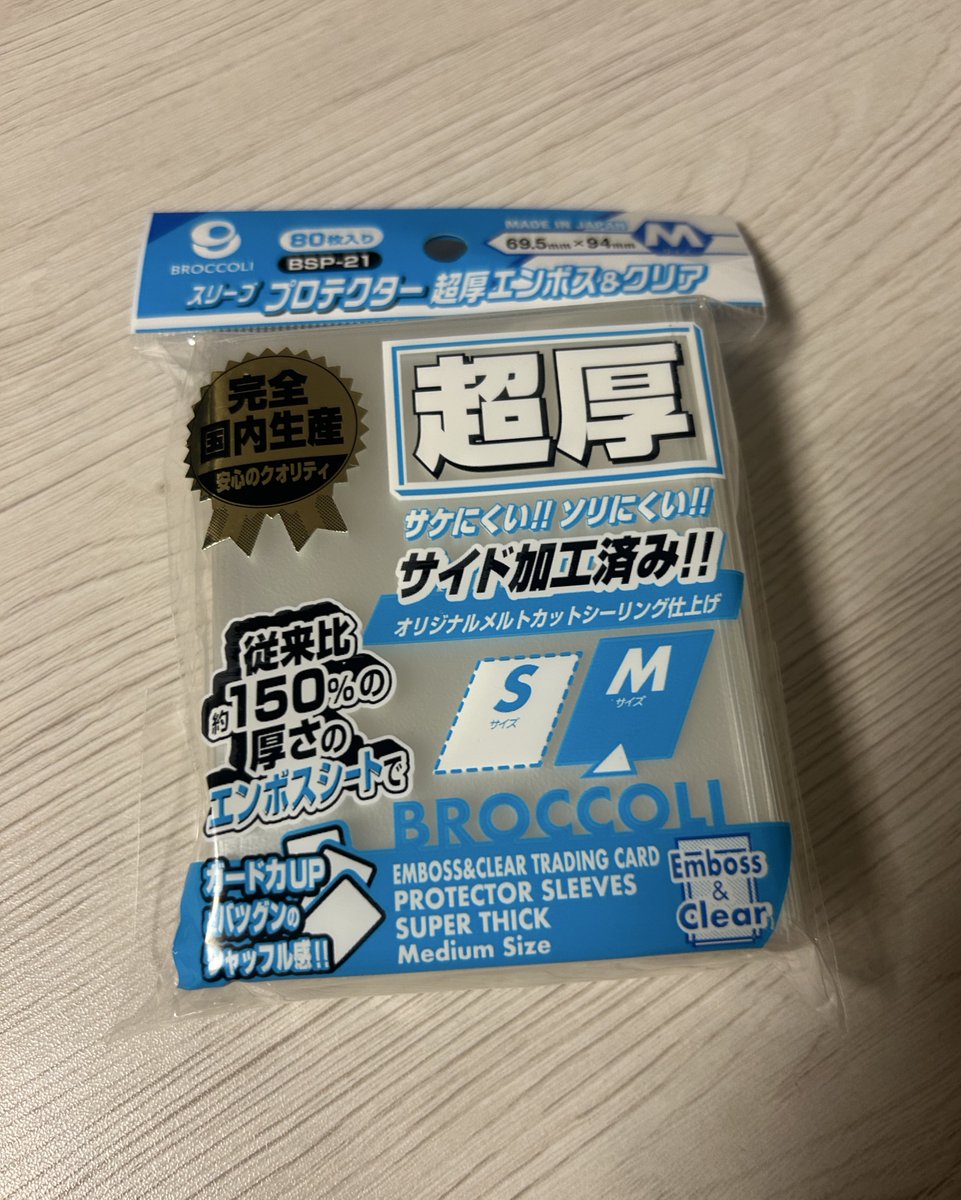 BROCCOLI
80枚入り
BSP-21
MADE IN JAPAN
69.5mm×94mm
M
スリーブ プロテクター 超厚エンボス&クリア
完全
国内生産
安心のクオリティ
超厚
サケにくい!! ソリにくい!!
サイド加工済み!!
オリジナルメルトカットシーリング仕上げ
S
サイズ
M
サイズ
従来比
約150%の
厚さの
エンボスシートで
ガード力UP
バツグンの
シャッフル感!!
BROCCOLI
EMBOSS&CLEAR TRADING CARD
PROTECTOR SLEEVES
SUPER THICK
Medium Size
Emboss
&
Clear